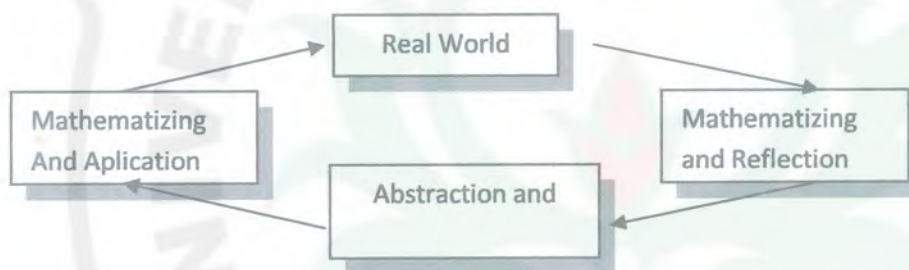 Real World
Mathematizing
And Aplication
Mathematizing
and Reflection
Abstraction and